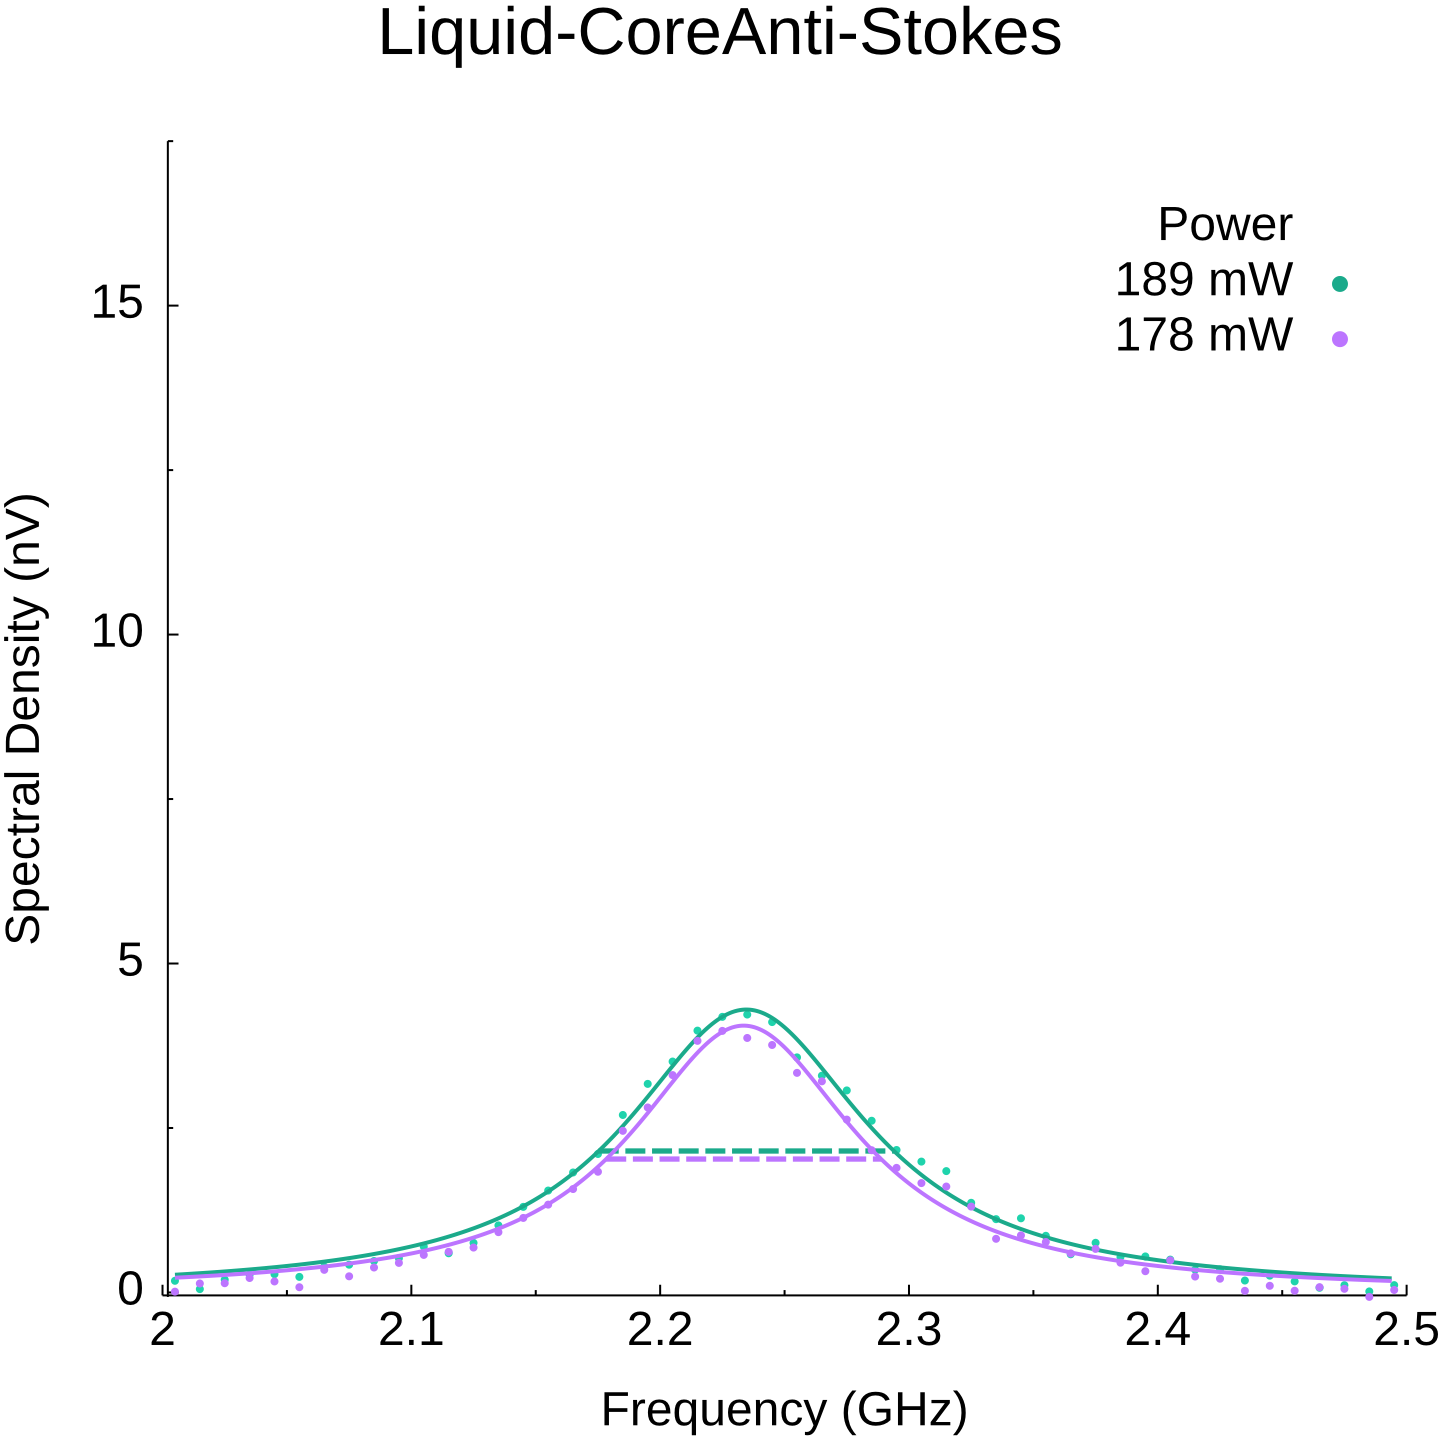 Liquid-CoreAnti-Stokes
Power
189 mW
178 mW
15
10
5
0
Spectral Density (nV)
2 2.1 2.2 2.3 2.4 2.5
Frequency (GHz)